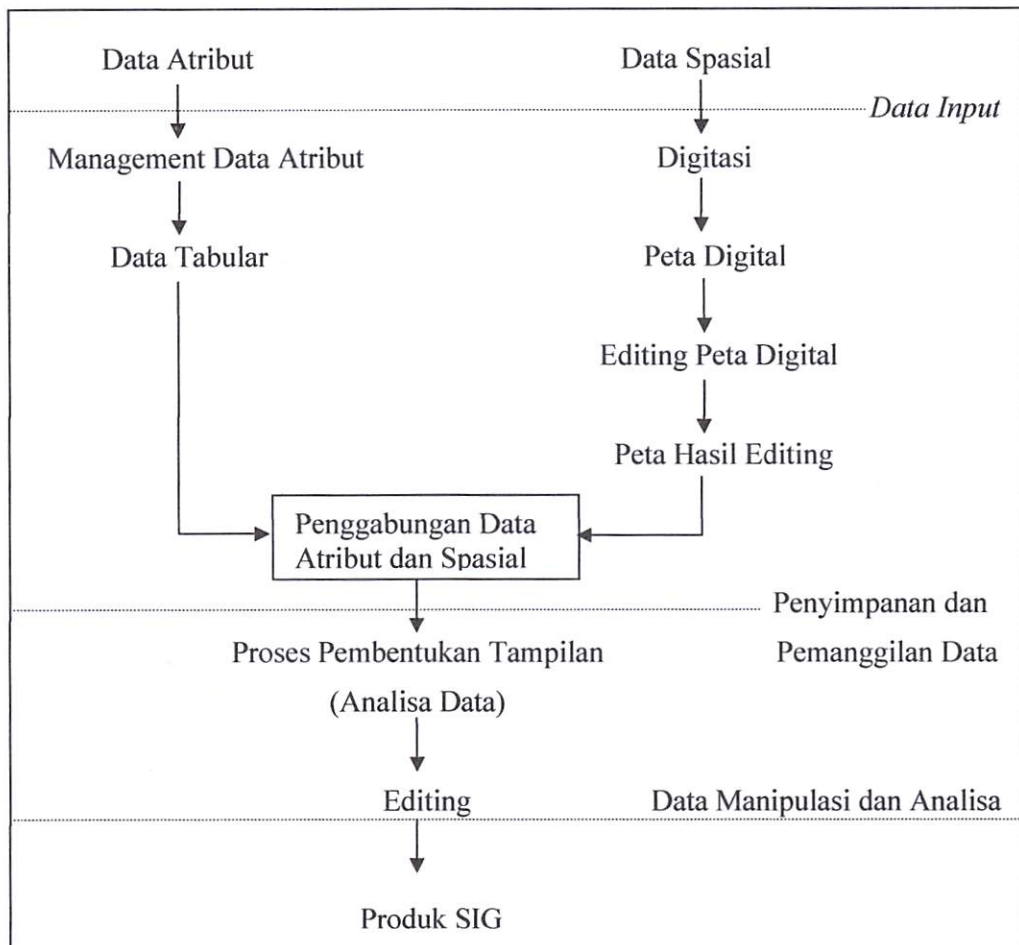 Data Atribut
Data Spasial
Data Input
Management Data Atribut
Digitasi
Data Tabular
Peta Digital
Editing Peta Digital
Peta Hasil Editing
Penggabungan Data
Atribut dan Spasial
Penyimpanan dan
Proses Pembentukan Tampilan
Pemanggilan Data
(Analisa Data)
Editing
Data Manipulasi dan Analisa
Produk SIG